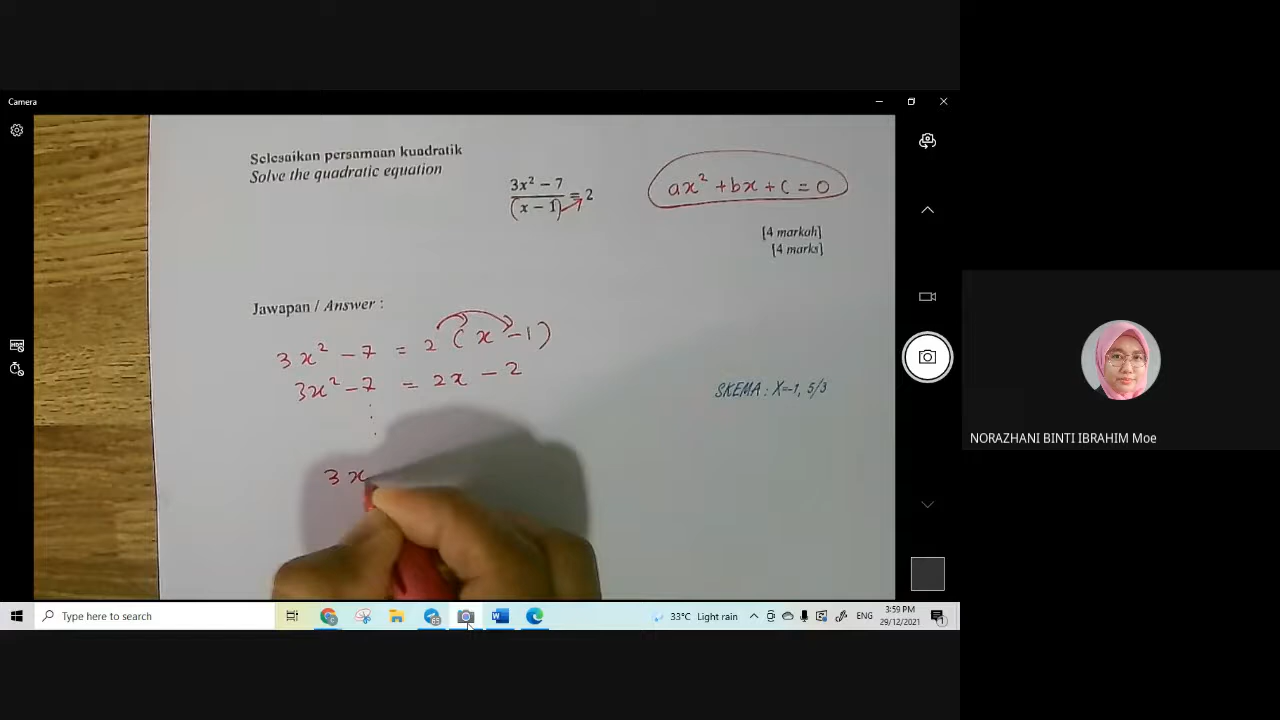 Camera
Selesaikan persamaan kuadratik
Solve the quadratic equation
3x² − 7
(x − 1) = 2
ax² + bx + c = 0
[4 markah]
[4 marks]
Jawapan / Answer :
3x² − 7 = 2 (x − 1)
3x² − 7 = 2x − 2
SKEMA : X=-1, 5/3
3x
NORAZHANI BINTI IBRAHIM Moe
Type here to search
33°C Light rain
ENG
3:59 PM
29/12/2021